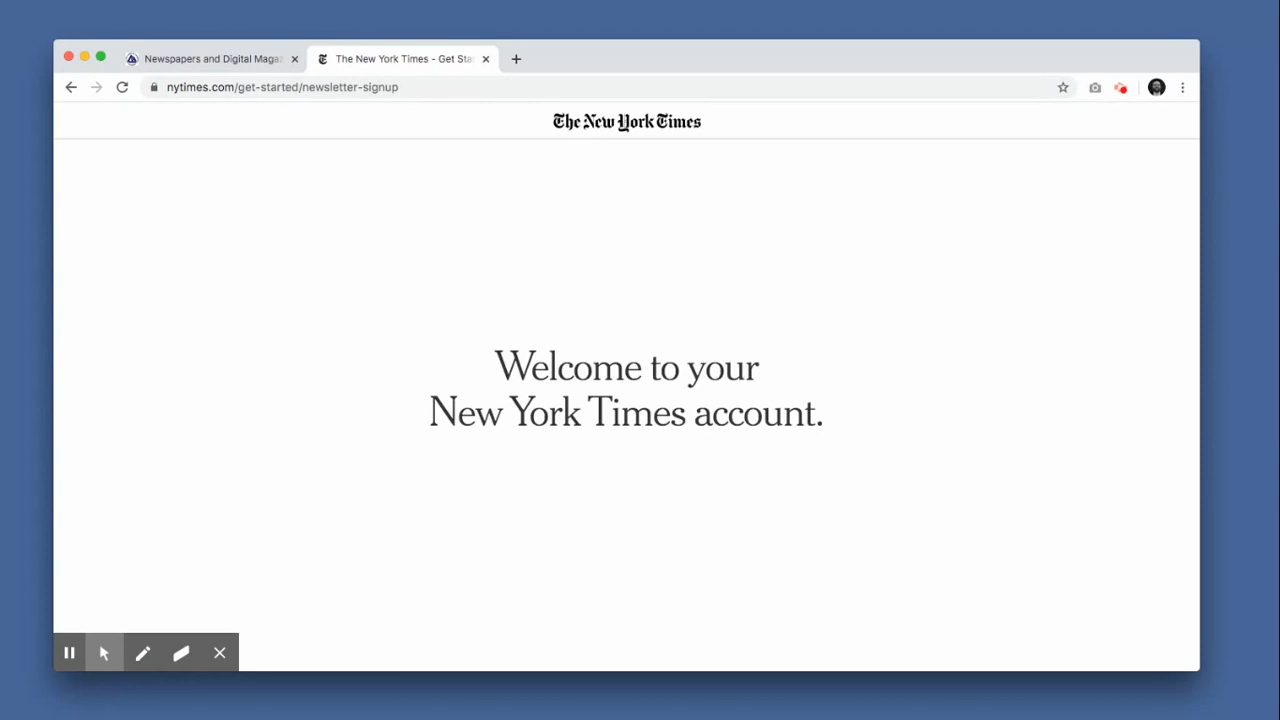 Newspapers and Digital Maga
The New York Times - Get Sta
nytimes.com/get-started/newsletter-signup
The New York Times
Welcome to your
New York Times account.